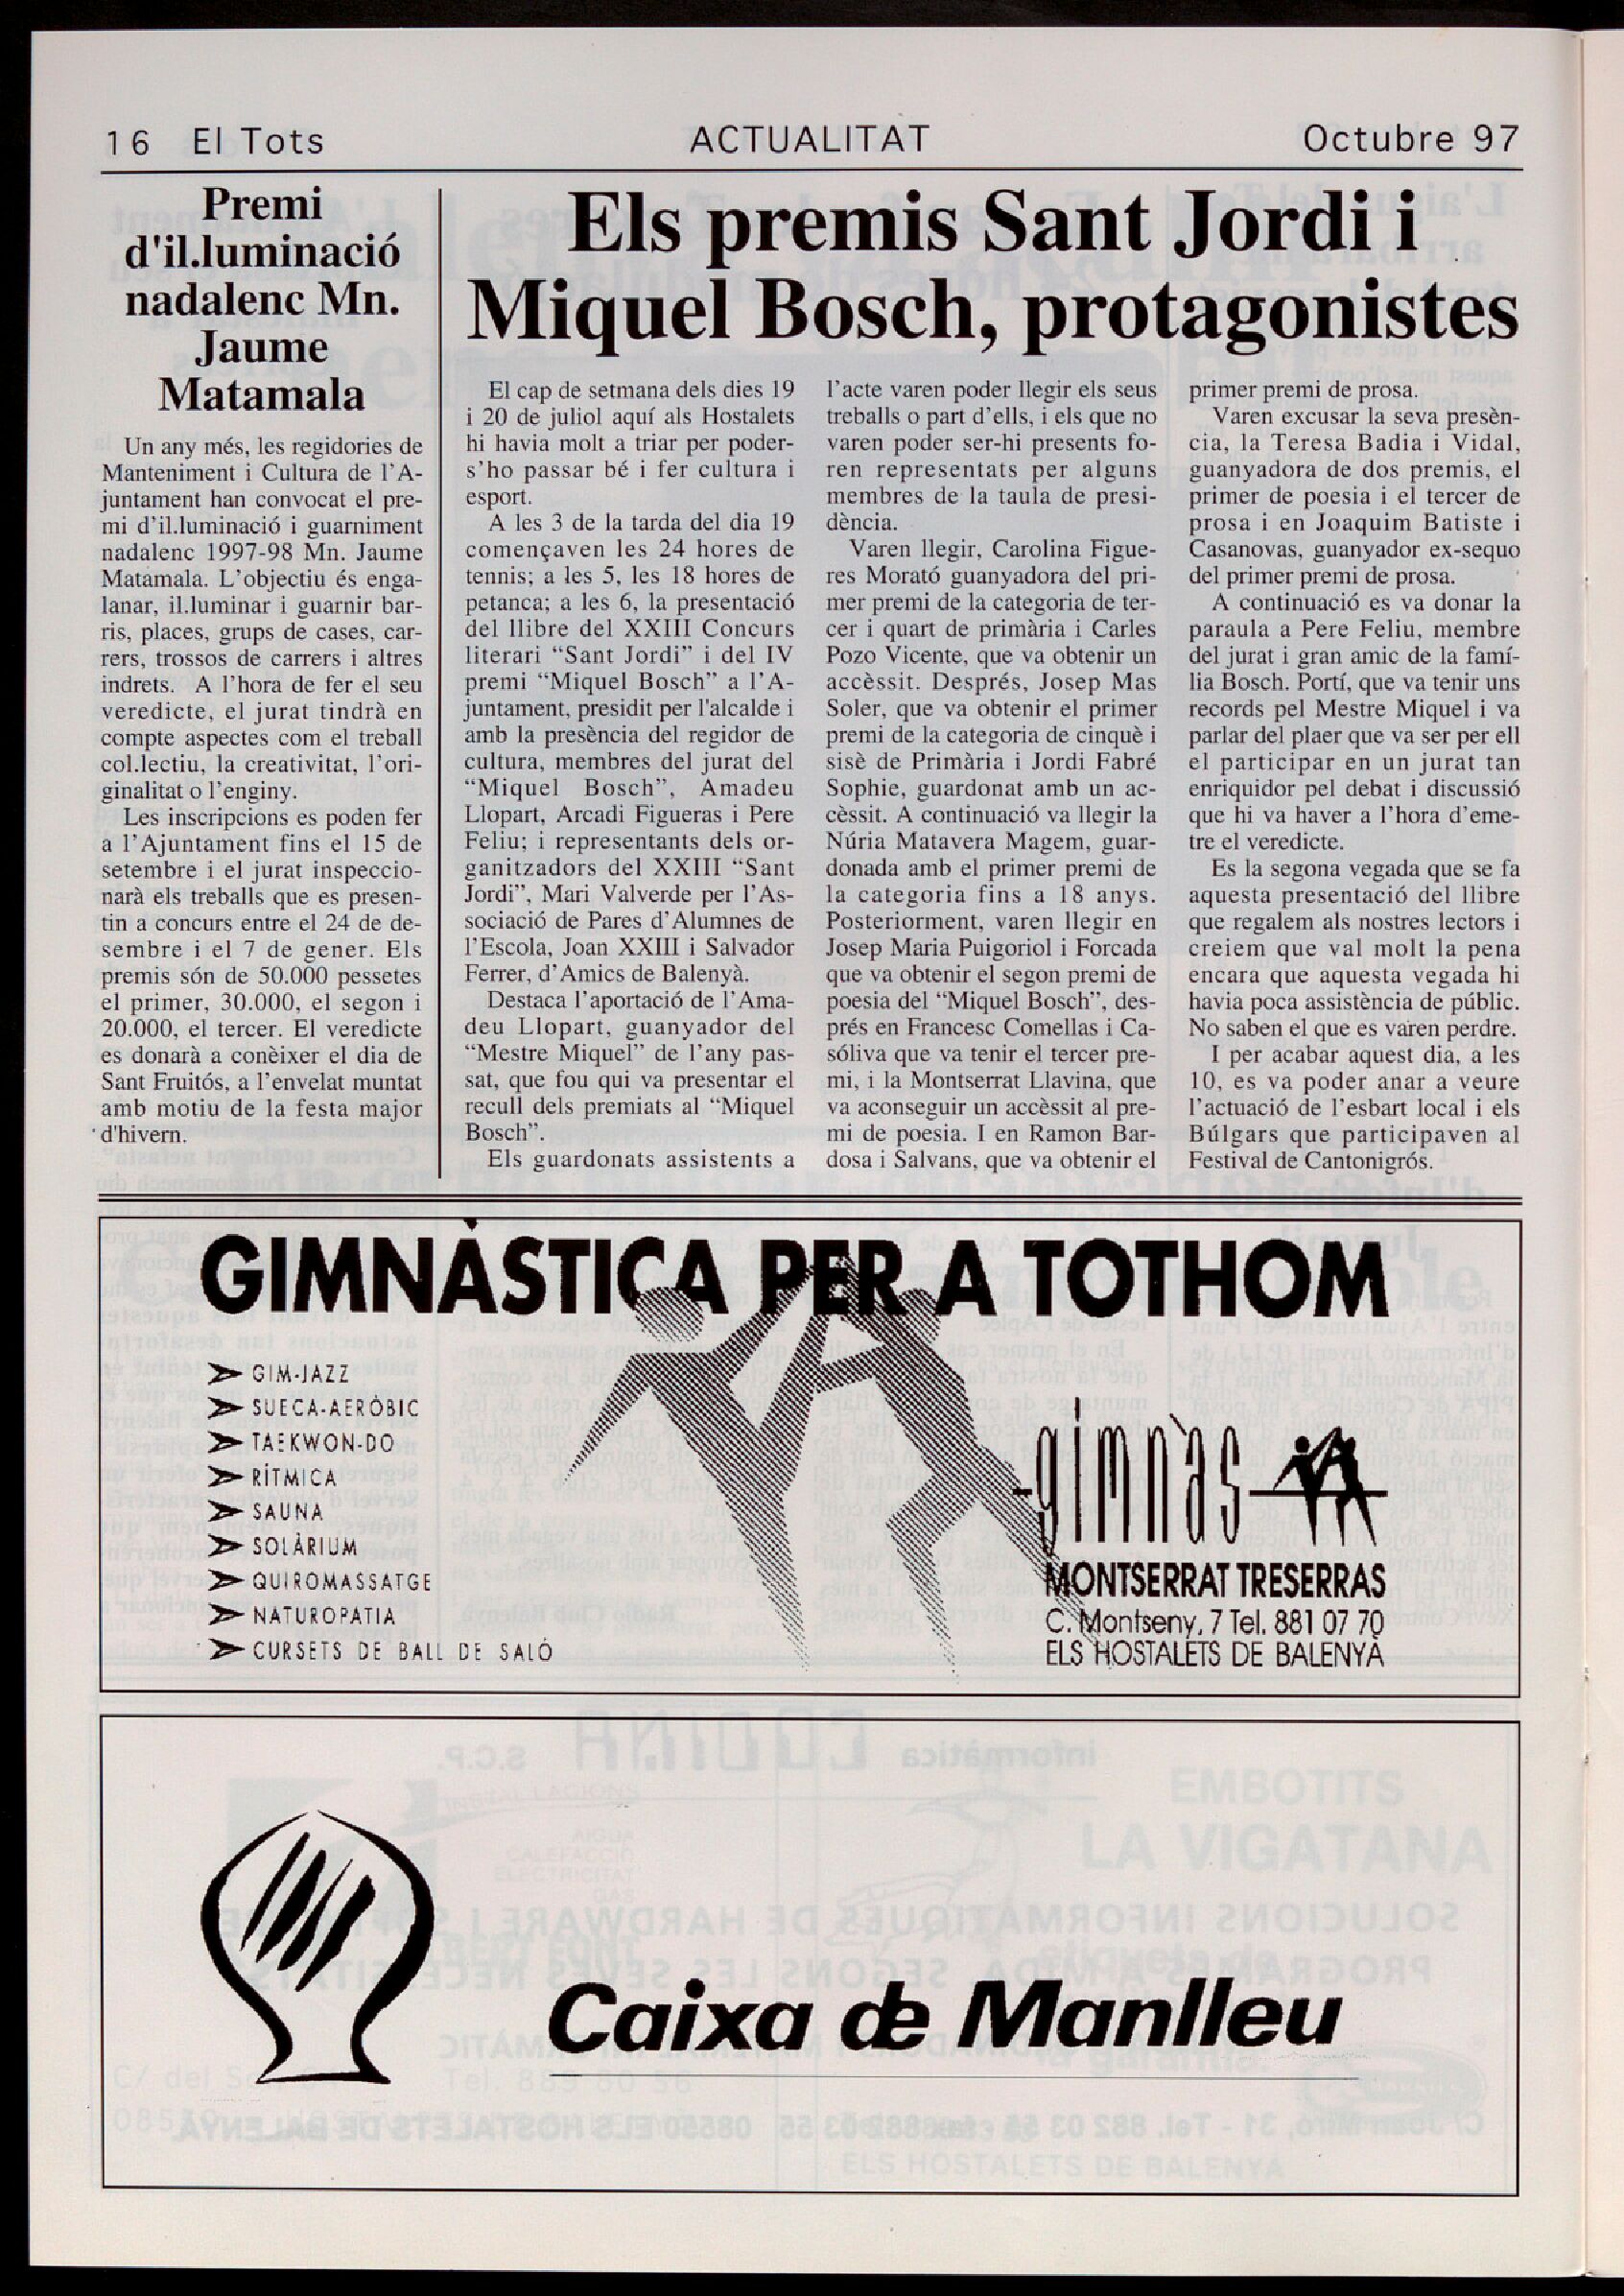 16 El Tots
ACTUALITAT
Octubre 97
Premi
d'il.luminació
nadalenc Mn.
Jaume
Matamala
Un any més, les regidories de
Manteniment i Cultura de l'A-
juntament han convocat el pre-
mi d'il.luminació i guarniment
nadalenc 1997-98 Mn. Jaume
Matamala. L'objectiu és enga-
lanar, il.luminar i guarnir bar-
ris, places, grups de cases, car-
rers, trossos de carrers i altres
indrets. A l'hora de fer el seu
veredicte, el jurat tindrà en
compte aspectes com el treball
col.lectiu, la creativitat, l'ori-
ginalitat o l'enginy.
Les inscripcions es poden fer
a l'Ajuntament fins el 15 de
setembre i el jurat inspeccio-
narà els treballs que es presen-
tin a concurs entre el 24 de de-
sembre i el 7 de gener. Els
premis són de 50.000 pessetes
el primer, 30.000, el segon i
20.000, el tercer. El veredicte
es donarà a conèixer el dia de
Sant Fruitós, a l'envelat muntat
amb motiu de la festa major
d'hivern.
Els premis Sant Jordi i
Miquel Bosch, protagonistes
El cap de setmana dels dies 19
i 20 de juliol aquí als Hostalets
hi havia molt a triar per poder-
s'ho passar bé i fer cultura i
esport.
A les 3 de la tarda del dia 19
començaven les 24 hores de
tennis; a les 5, les 18 hores de
petanca; a les 6, la presentació
del llibre del XXIII Concurs
literari “Sant Jordi” i del IV
premi “Miquel Bosch” a l'A-
juntament, presidit per l'alcalde i
amb la presència del regidor de
cultura, membres del jurat del
“Miquel Bosch”, Amadeu
Llopart, Arcadi Figueras i Pere
Feliu; i representants dels or-
ganitzadors del XXIII “Sant
Jordi”, Mari Valverde per l'As-
sociació de Pares d'Alumnes de
l'Escola, Joan XXIII i Salvador
Ferrer, d'Amics de Balenyà.
Destaca l'aportació de l'Ama-
deu Llopart, guanyador del
“Mestre Miquel” de l'any pas-
sat, que fou qui va presentar el
recull dels premiats al “Miquel
Bosch”.
Els guardonats assistents a
l'acte varen poder llegir els seus
treballs o part d'ells, i els que no
varen poder ser-hi presents fo-
ren representats per alguns
membres de la taula de presi-
dència.
Varen llegir, Carolina Figue-
res Morató guanyadora del pri-
mer premi de la categoria de ter-
cer i quart de primària i Carles
Pozo Vicente, que va obtenir un
accèssit. Després, Josep Mas
Soler, que va obtenir el primer
premi de la categoria de cinquè i
sisè de Primària i Jordi Fabré
Sophie, guardonat amb un ac-
cèssit. A continuació va llegir la
Núria Matavera Magem, guar-
donada amb el primer premi de
la categoria fins a 18 anys.
Posteriorment, varen llegir en
Josep Maria Puigoriol i Forcada
que va obtenir el segon premi de
poesia del “Miquel Bosch”, des-
prés en Francesc Comellas i Ca-
sóliva que va tenir el tercer pre-
mi, i la Montserrat Llavina, que
va aconseguir un accèssit al pre-
mi de poesia. I en Ramon Bar-
dosa i Salvans, que va obtenir el
primer premi de prosa.
Varen excusar la seva presèn-
cia, la Teresa Badia i Vidal,
guanyadora de dos premis, el
primer de poesia i el tercer de
prosa i en Joaquim Batiste i
Casanovas, guanyador ex-sequo
del primer premi de prosa.
A continuació es va donar la
paraula a Pere Feliu, membre
del jurat i gran amic de la famí-
lia Bosch. Portí, que va tenir uns
records pel Mestre Miquel i va
parlar del plaer que va ser per ell
el participar en un jurat tan
enriquidor pel debat i discussió
que hi va haver a l'hora d'eme-
tre el veredicte.
Es la segona vegada que se fa
aquesta presentació del llibre
que regalem als nostres lectors i
creiem que val molt la pena
encara que aquesta vegada hi
havia poca assistència de públic.
No saben el que es varen perdre.
I per acabar aquest dia, a les
10, es va poder anar a veure
l'actuació de l'esbart local i els
Búlgars que participaven al
Festival de Cantonigrós.
GIMNÀSTICA PER A TOTHOM
GIM-JAZZ
SUECA-AERÒBIC
TAEKWON-DO
RÍTMICA
SAUNA
SOLÀRIUM
QUIROMASSATGE
NATUROPATIA
CURSETS DE BALL DE SALÓ
gimnàs
MONTSERRAT TRESERRAS
C. Montseny, 7 Tel. 881 07 70
ELS HOSTALETS DE BALENYÀ
Caixa de Manlleu